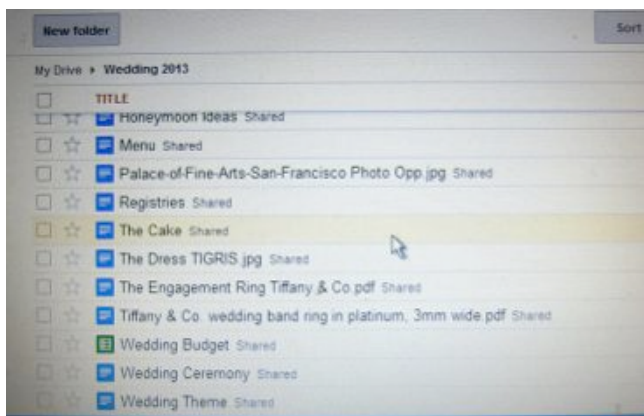 New folder
Sort
My Drive ▸ Wedding 2013
TITLE
Honeymoon Ideas Shared
Menu Shared
Palace-of-Fine-Arts-San-Francisco Photo Opp.jpg Shared
Registries Shared
The Cake Shared
The Dress TIGRIS.jpg Shared
The Engagement Ring Tiffany & Co.pdf Shared
Tiffany & Co. wedding band ring in platinum, 3mm wide.pdf Shared
Wedding Budget Shared
Wedding Ceremony Shared
Wedding Theme Shared